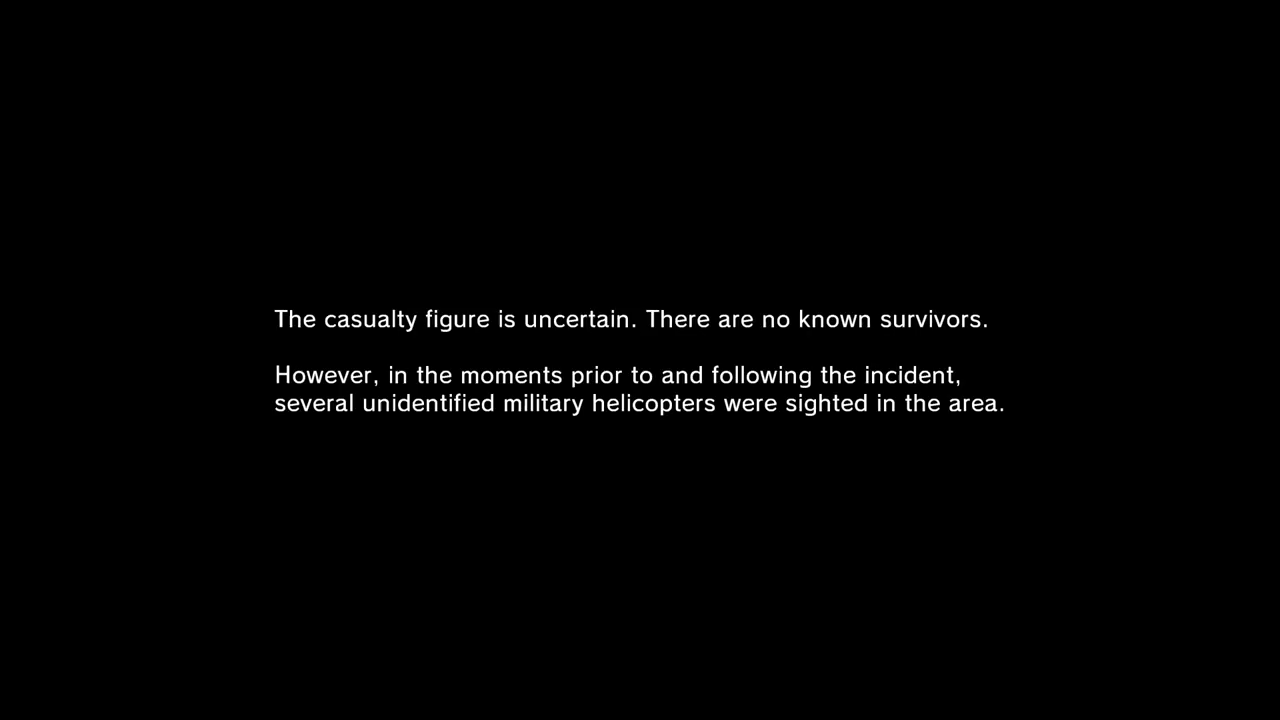 The casualty figure is uncertain. There are no known survivors.
However, in the moments prior to and following the incident,
several unidentified military helicopters were sighted in the area.